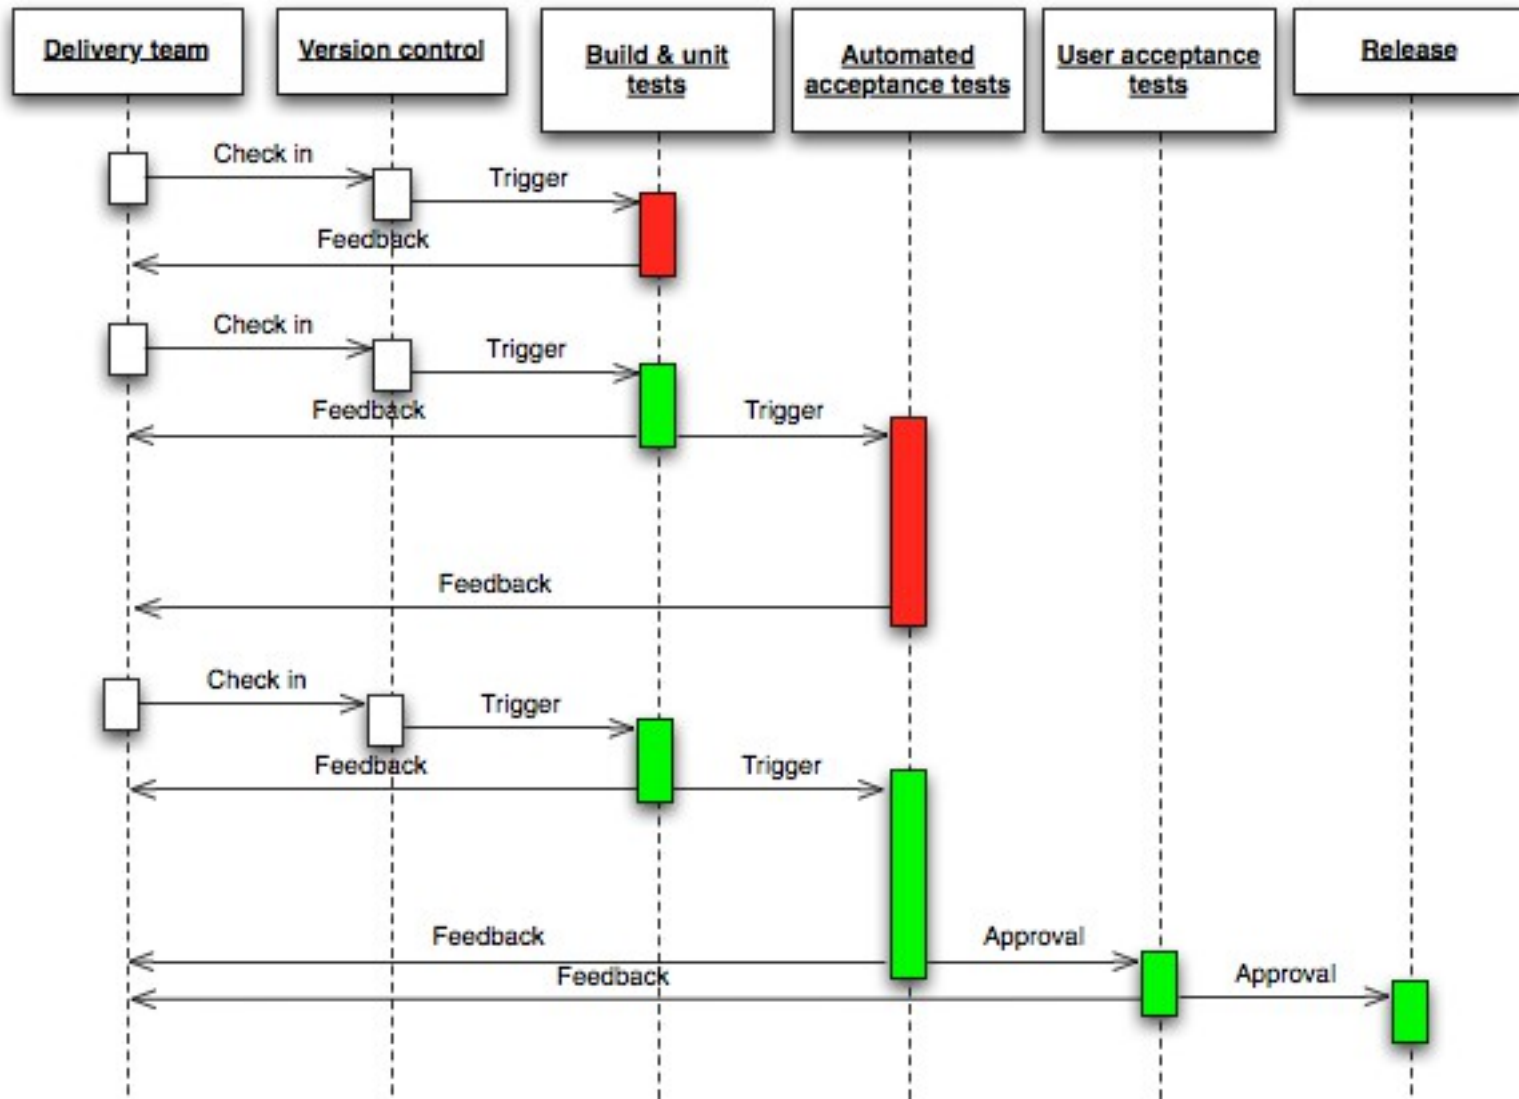 Delivery team
Version control
Build & unit
tests
Automated
acceptance tests
User acceptance
tests
Release
Check in
Trigger
Feedback
Check in
Trigger
Feedback
Trigger
Feedback
Check in
Trigger
Feedback
Trigger
Feedback
Approval
Feedback
Approval